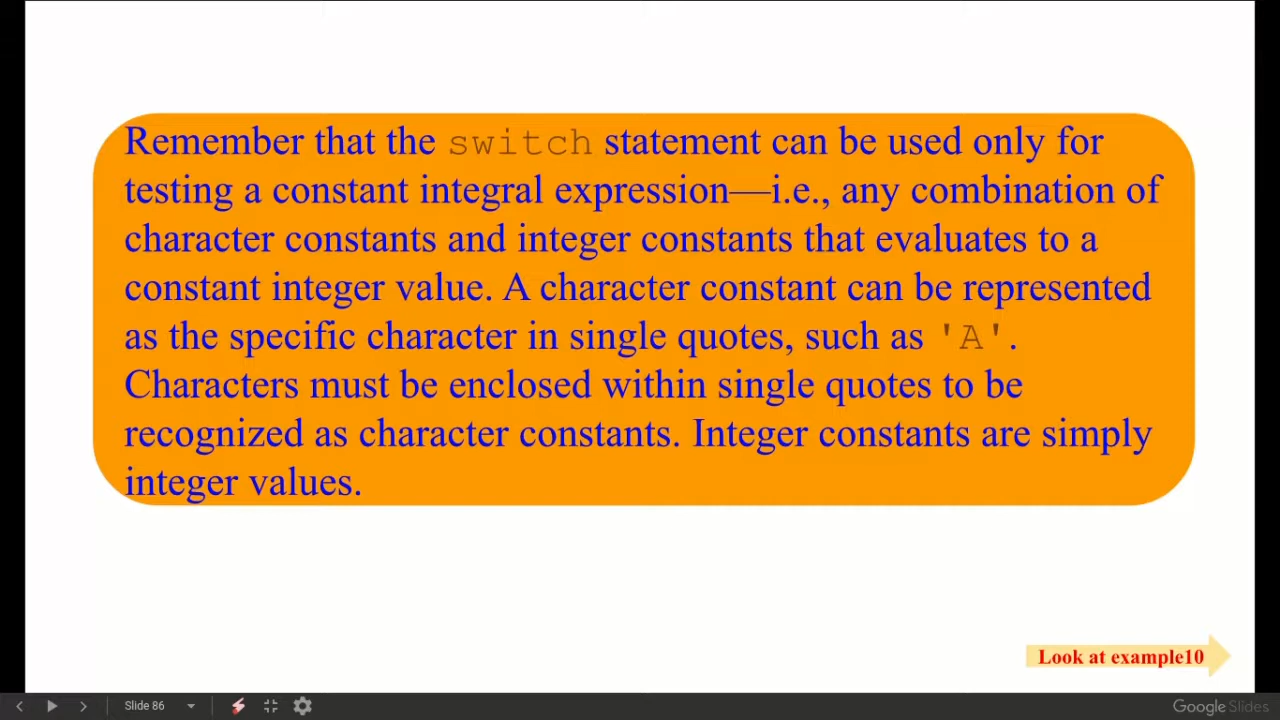 Remember that the switch statement can be used only for
testing a constant integral expression—i.e., any combination of
character constants and integer constants that evaluates to a
constant integer value. A character constant can be represented
as the specific character in single quotes, such as 'A'.
Characters must be enclosed within single quotes to be
recognized as character constants. Integer constants are simply
integer values.
Look at example10
Slide 86
Google Slides